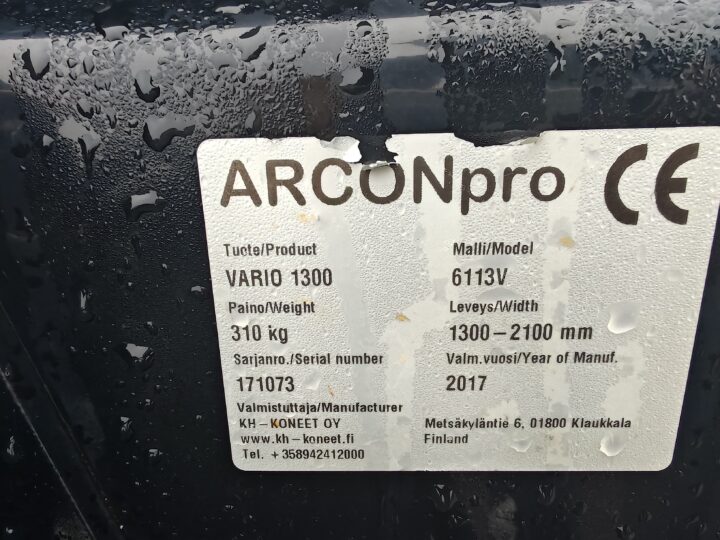 ARCONpro CE
Tuote/Product Malli/Model
VARIO 1300 6113V
Paino/Weight Leveys/Width
310 kg 1300-2100 mm
Sarjanro./Serial number Valm.vuosi/Year of Manuf.
171073 2017
Valmistuttaja/Manufacturer
KH-KONEET OY Metsäkyläntie 6, 01800 Klaukkala
www.kh-koneet.fi Finland
Tel. +358942412000